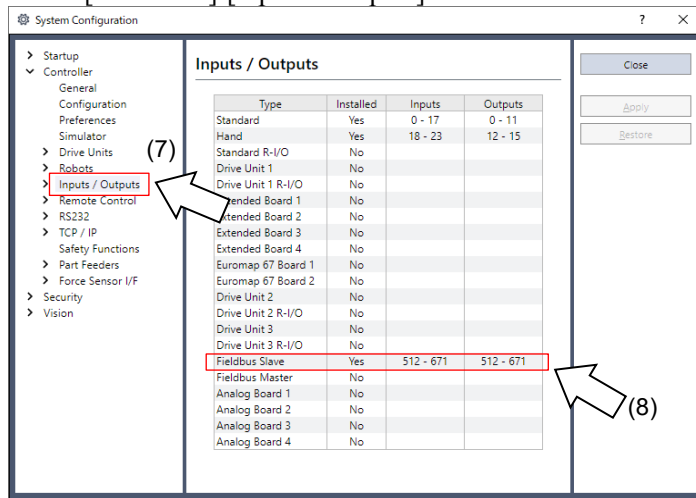 System Configuration ? ×
Startup
Controller
General
Configuration
Preferences
Simulator
Drive Units
Robots
Inputs / Outputs
Remote Control
RS232
TCP / IP
Safety Functions
Part Feeders
Force Sensor I/F
Security
Vision
(7)
Inputs / Outputs
Type Installed Inputs Outputs
Standard Yes 0 - 17 0 - 11
Hand Yes 18 - 23 12 - 15
Standard R-I/O No
Drive Unit 1 No
Drive Unit 1 R-I/O No
Extended Board 1 No
Extended Board 2 No
Extended Board 3 No
Extended Board 4 No
Euromap 67 Board 1 No
Euromap 67 Board 2 No
Drive Unit 2 No
Drive Unit 2 R-I/O No
Drive Unit 3 No
Drive Unit 3 R-I/O No
Fieldbus Slave Yes 512 - 671 512 - 671
Fieldbus Master No
Analog Board 1 No
Analog Board 2 No
Analog Board 3 No
Analog Board 4 No
(8)
Close
Apply
Restore